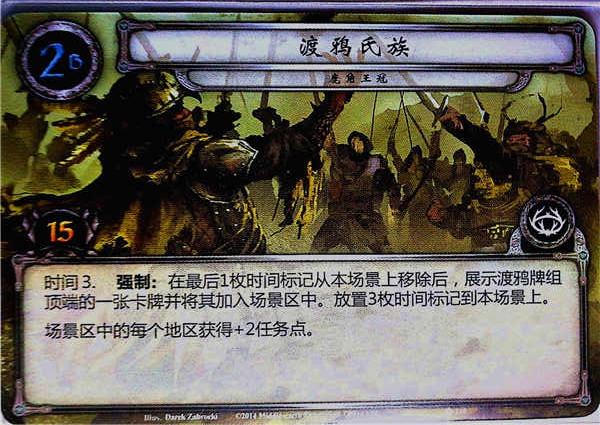 2B
渡鸦氏族
鹿角王冠
15
时间 3.　强制：在最后1枚时间标记从本场景上移除后，展示渡鸦牌组
顶端的一张卡牌并将其加入场景区中。放置3枚时间标记到本场景上。
场景区中的每个地区获得+2任务点。
Illus. Darek Zabrocki ©2014 Middle-earth